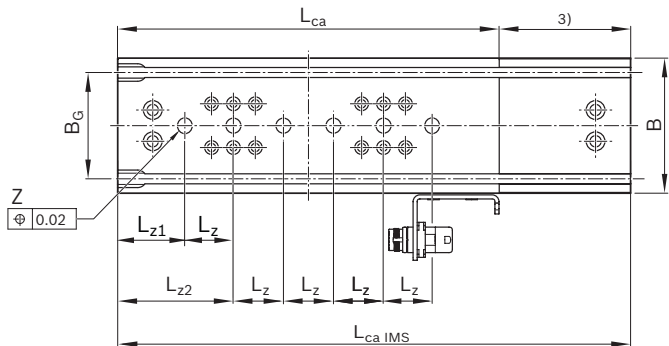 L_ca
3)
B_G
B
Z
⌖ 0.02
L_z1 L_z
L_z2 L_z L_z L_z L_z
L_ca IMS